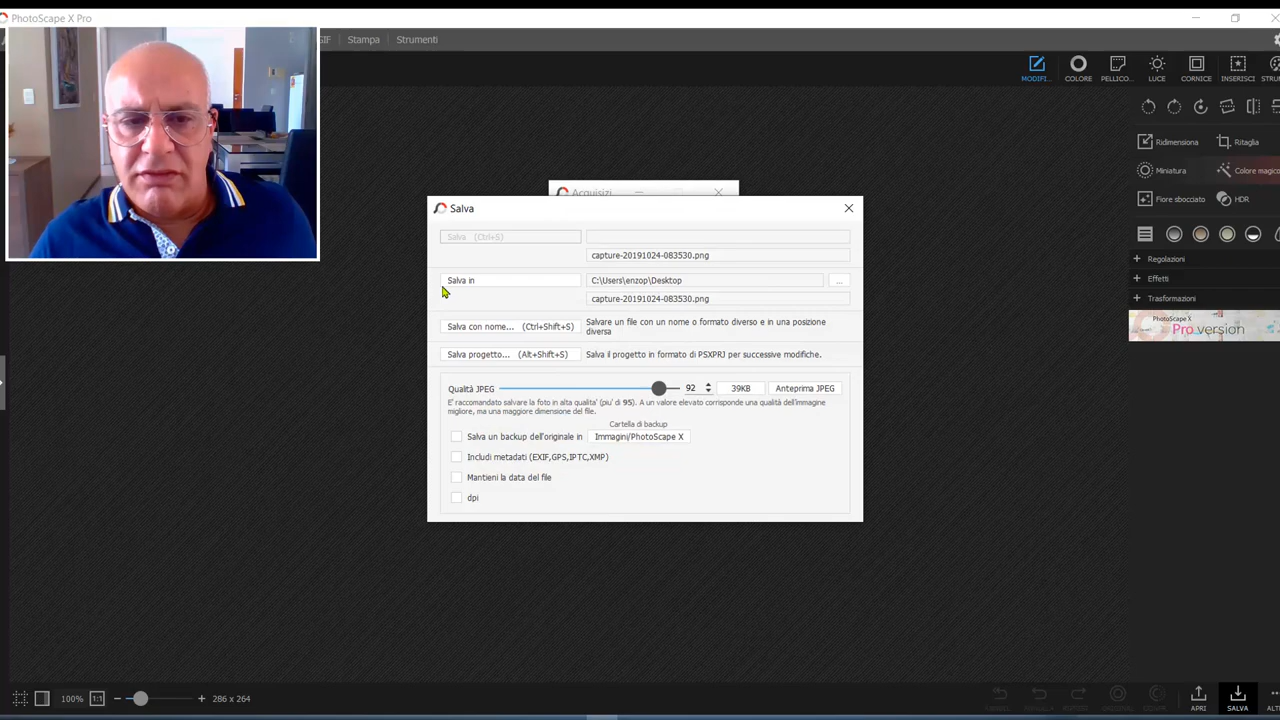 PhotoScape X Pro
GIF Stampa Strumenti
MODIFI... COLORE PELLICO... LUCE CORNICE INSERISCI
Ridimensiona Ritaglia
Miniatura Colore magico
Fiore sbocciato HDR
Regolazioni
Effetti
Trasformazioni
PhotoScape X
Pro version
Acquisizi
Salva
Salva (Ctrl+S)
capture-20191024-083530.png
Salva in C:\Users\enzop\Desktop ...
capture-20191024-083530.png
Salva con nome... (Ctrl+Shift+S) Salvare un file con un nome o formato diverso e in una posizione
diversa
Salva progetto... (Alt+Shift+S) Salva il progetto in formato di PSXPRJ per successive modifiche.
Qualità JPEG 92 39KB Anteprima JPEG
E' raccomandato salvare la foto in alta qualita' (piu' di 95). A un valore elevato corrisponde una qualità dell'immagine
migliore, ma una maggiore dimensione del file.
Cartella di backup
Salva un backup dell'originale in Immagini/PhotoScape X
Includi metadati (EXIF,GPS,IPTC,XMP)
Mantieni la data del file
dpi
100% 1:1 286 x 264
APRI SALVA